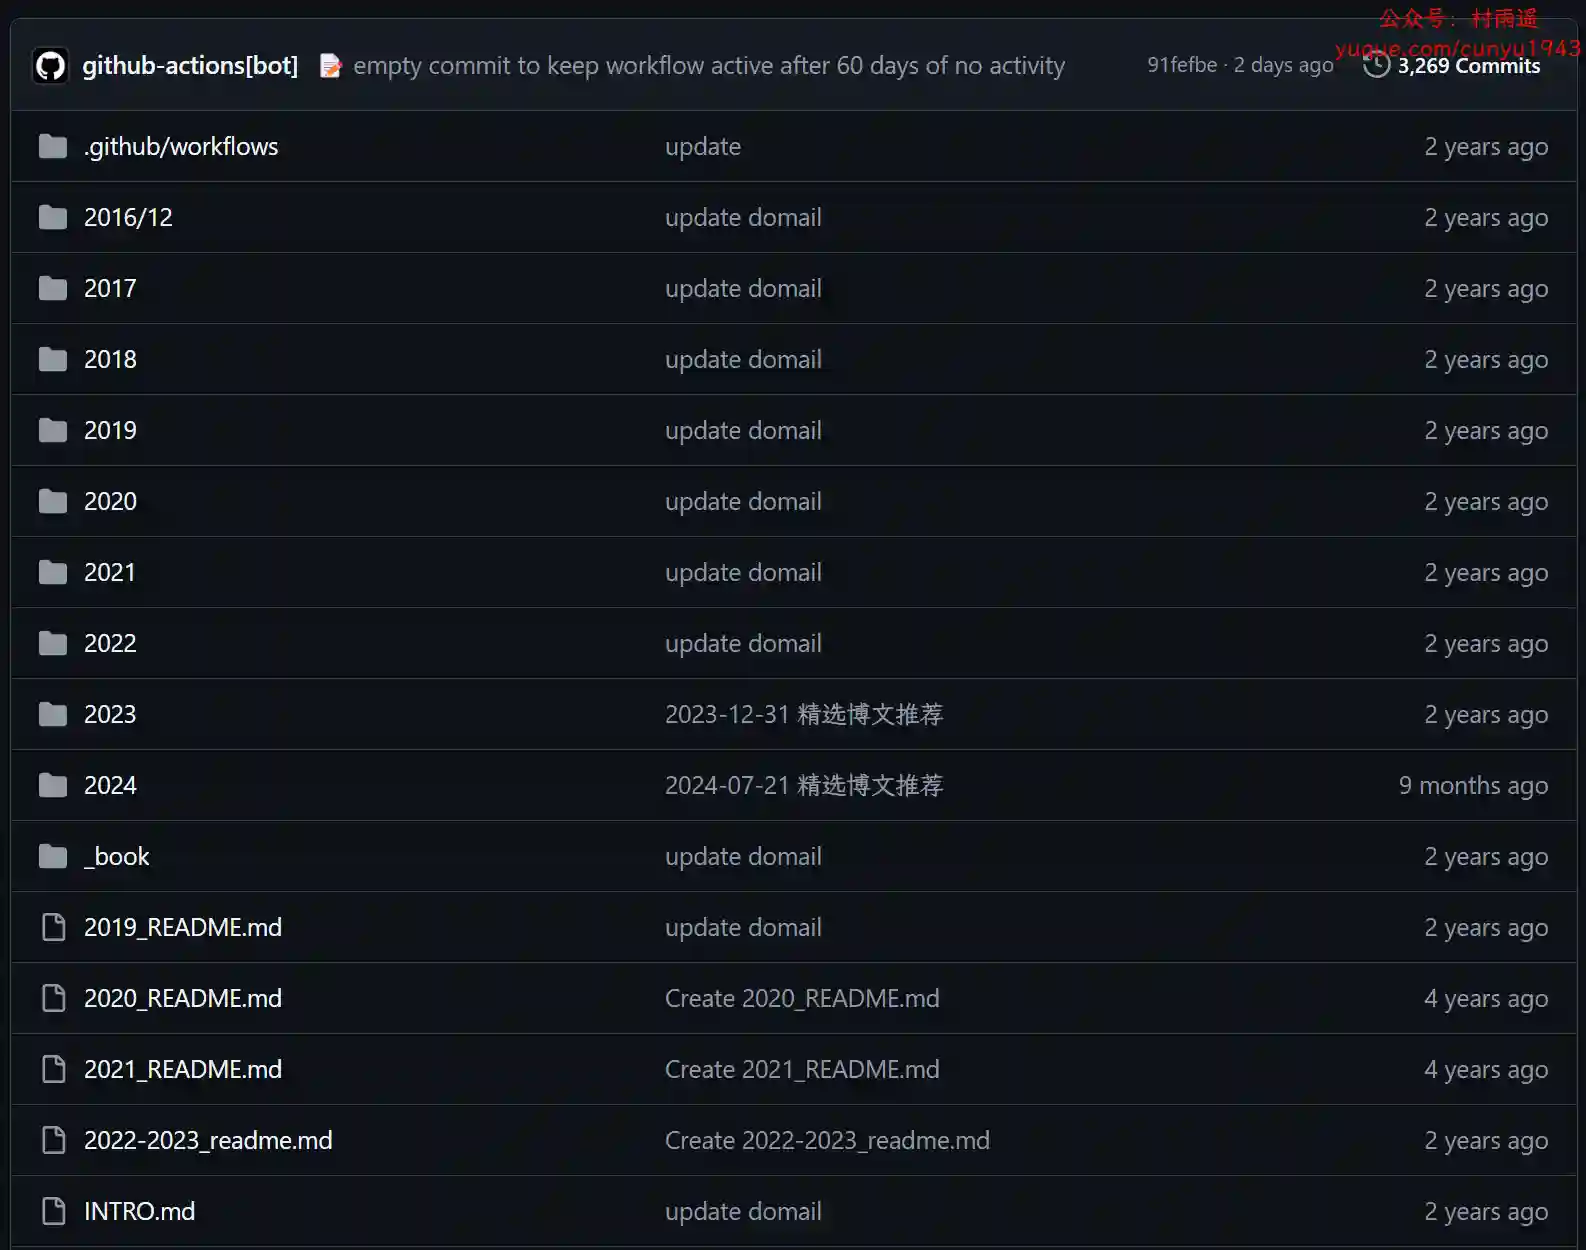 公众号：村雨遥
yuque.com/cunyu1943
github-actions[bot] 📝 empty commit to keep workflow active after 60 days of no activity 91fefbe · 2 days ago 3,269 Commits
.github/workflows update 2 years ago
2016/12 update domail 2 years ago
2017 update domail 2 years ago
2018 update domail 2 years ago
2019 update domail 2 years ago
2020 update domail 2 years ago
2021 update domail 2 years ago
2022 update domail 2 years ago
2023 2023-12-31 精选博文推荐 2 years ago
2024 2024-07-21 精选博文推荐 9 months ago
_book update domail 2 years ago
2019_README.md update domail 2 years ago
2020_README.md Create 2020_README.md 4 years ago
2021_README.md Create 2021_README.md 4 years ago
2022-2023_readme.md Create 2022-2023_readme.md 2 years ago
INTRO.md update domail 2 years ago